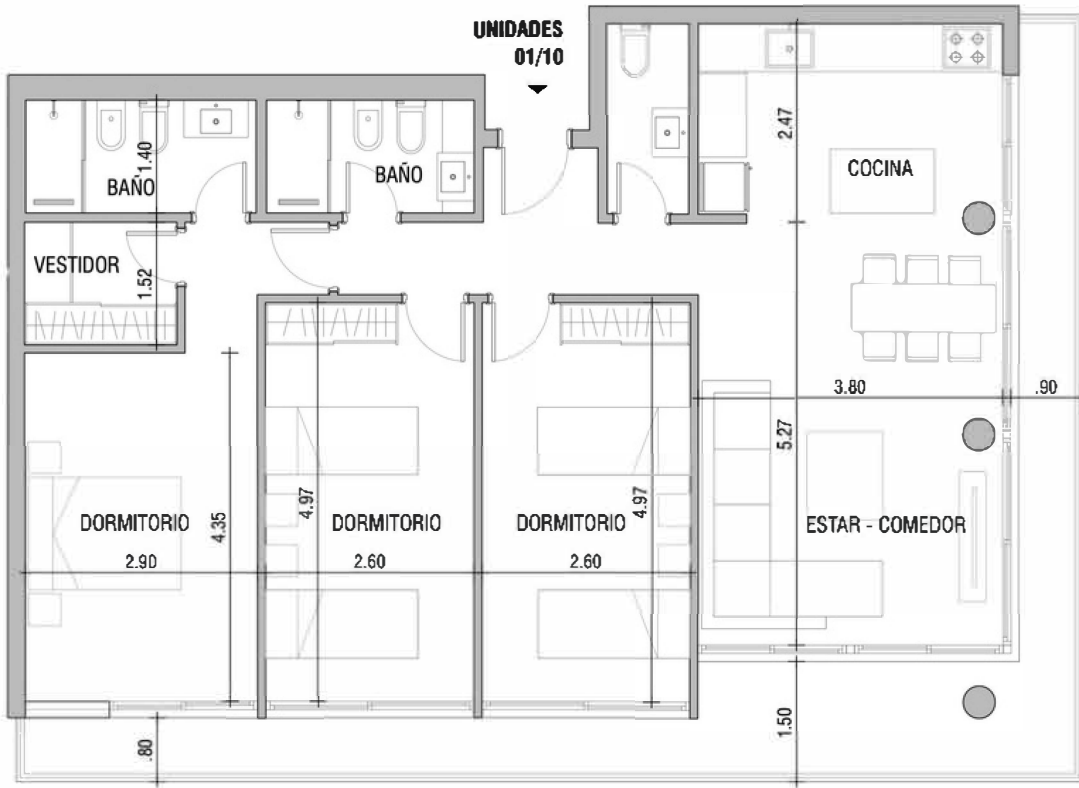 UNIDADES
01/10
2.47
1.40
BAÑO
BAÑO
COCINA
VESTIDOR
1.52
3.80
.90
5.27
4.97
4.97
4.35
DORMITORIO
DORMITORIO
DORMITORIO
ESTAR - COMEDOR
2.90
2.60
2.60
1.50
.80